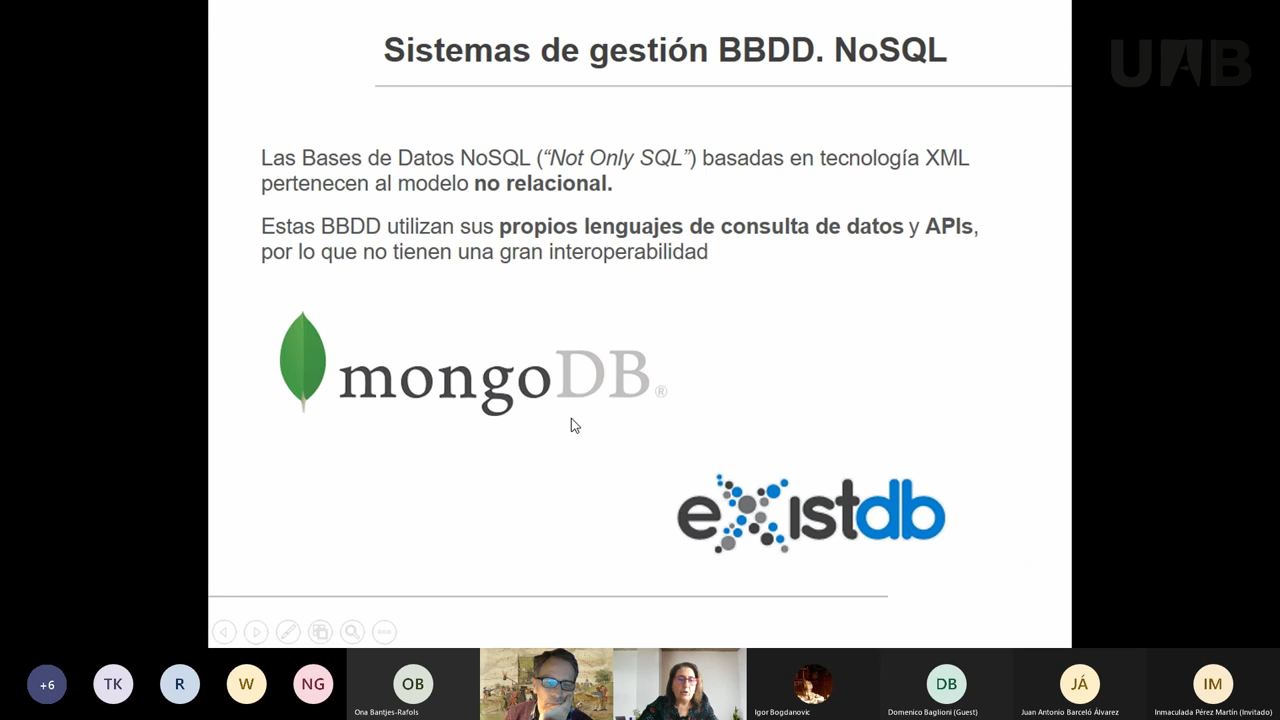 Sistemas de gestión BBDD. NoSQL
UAB
Las Bases de Datos NoSQL (“Not Only SQL”) basadas en tecnología XML
pertenecen al modelo no relacional.
Estas BBDD utilizan sus propios lenguajes de consulta de datos y APIs,
por lo que no tienen una gran interoperabilidad
mongoDB®
eXistdb
+6
TK
R
W
NG
OB
DB
JÁ
IM
Ona Bantjes-Rafols
Igor Bogdanovic
Domenico Baglioni (Guest)
Juan Antonio Barceló Álvarez
Inmaculada Pérez Martín (Invitado)